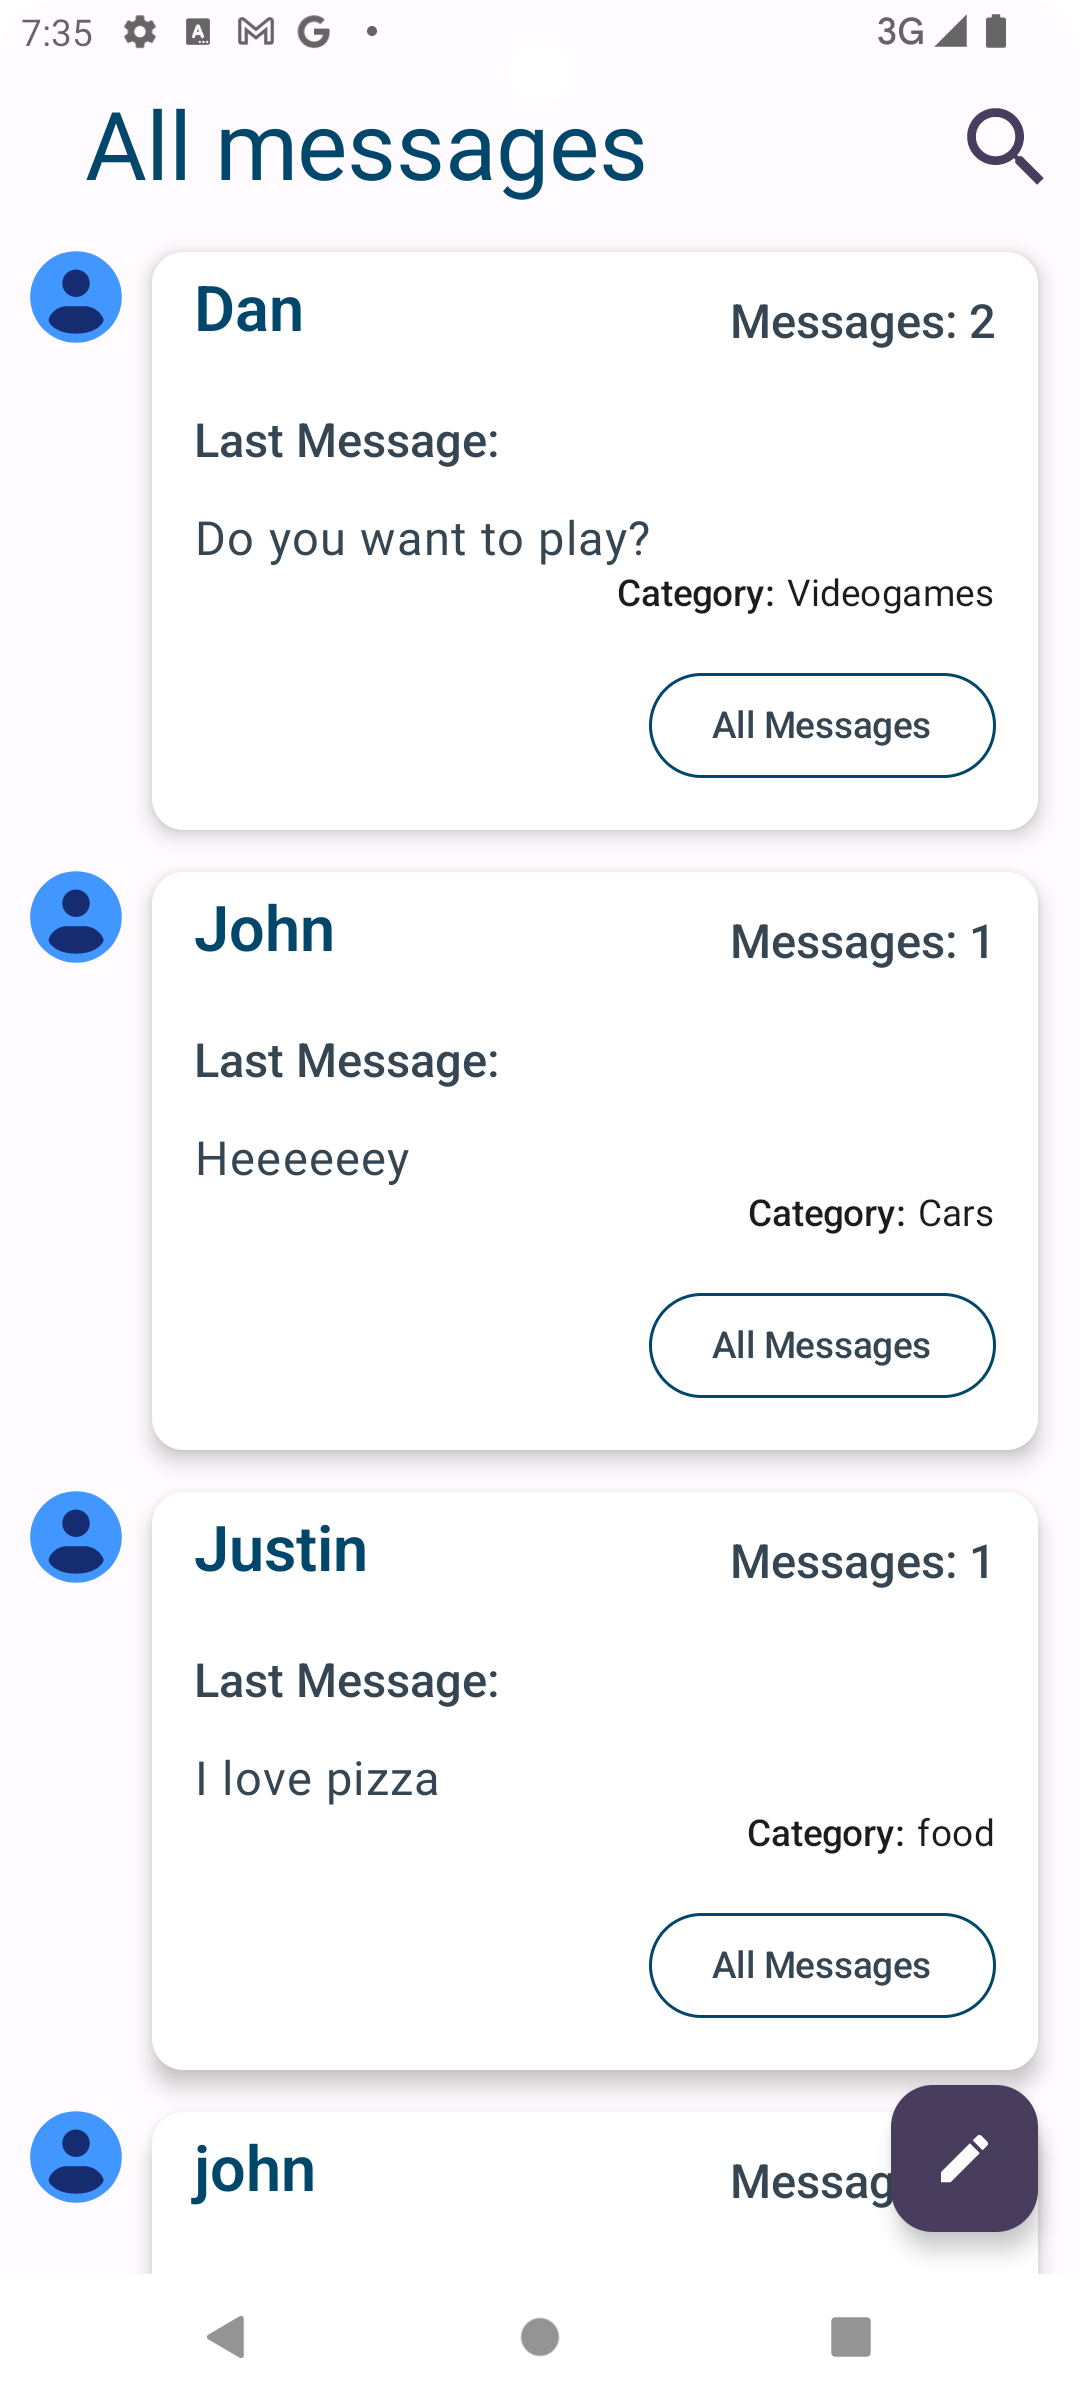 7:35
3G
All messages
Dan
Messages: 2
Last Message:
Do you want to play?
Category: Videogames
All Messages
John
Messages: 1
Last Message:
Heeeeeey
Category: Cars
All Messages
Justin
Messages: 1
Last Message:
I love pizza
Category: food
All Messages
john
Messag